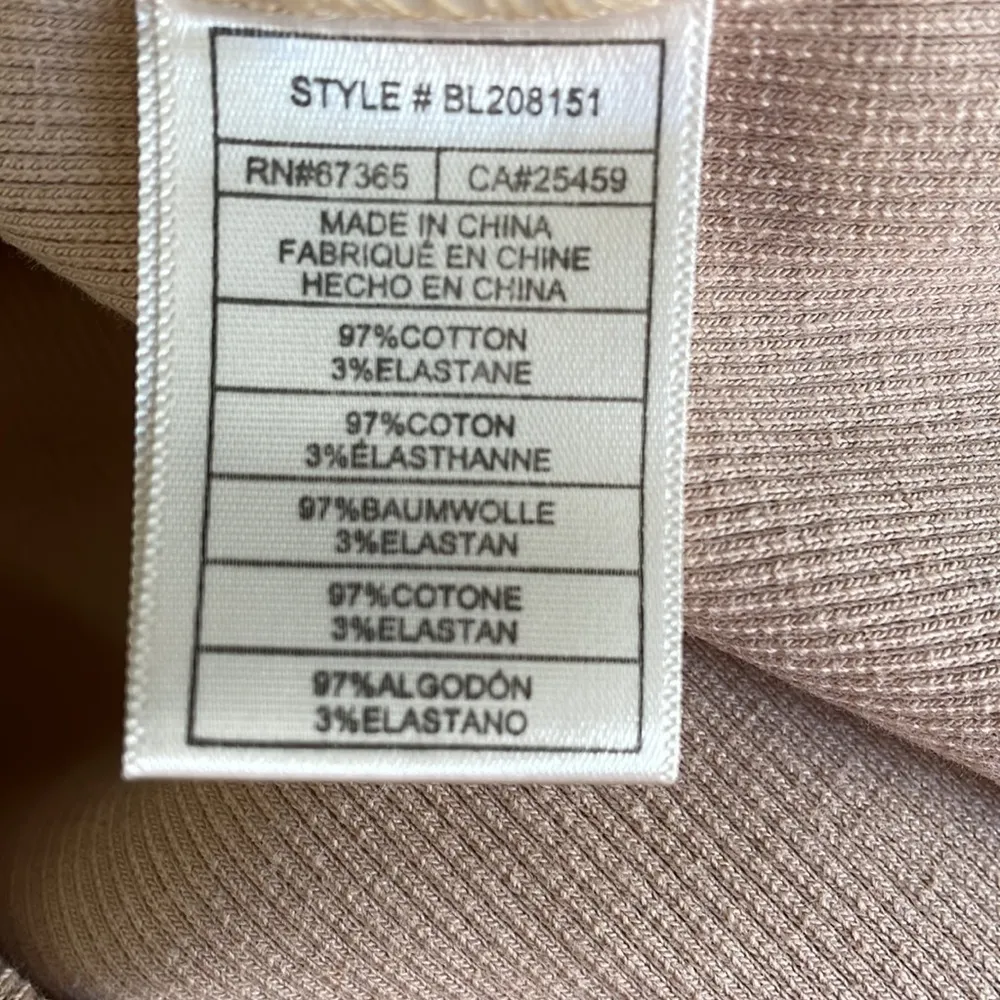 STYLE # BL208151
RN#67365 CA#25459
MADE IN CHINA
FABRIQUÉ EN CHINE
HECHO EN CHINA
97%COTTON
3%ELASTANE
97%COTON
3%ÉLASTHANNE
97%BAUMWOLLE
3%ELASTAN
97%COTONE
3%ELASTAN
97%ALGODÓN
3%ELASTANO